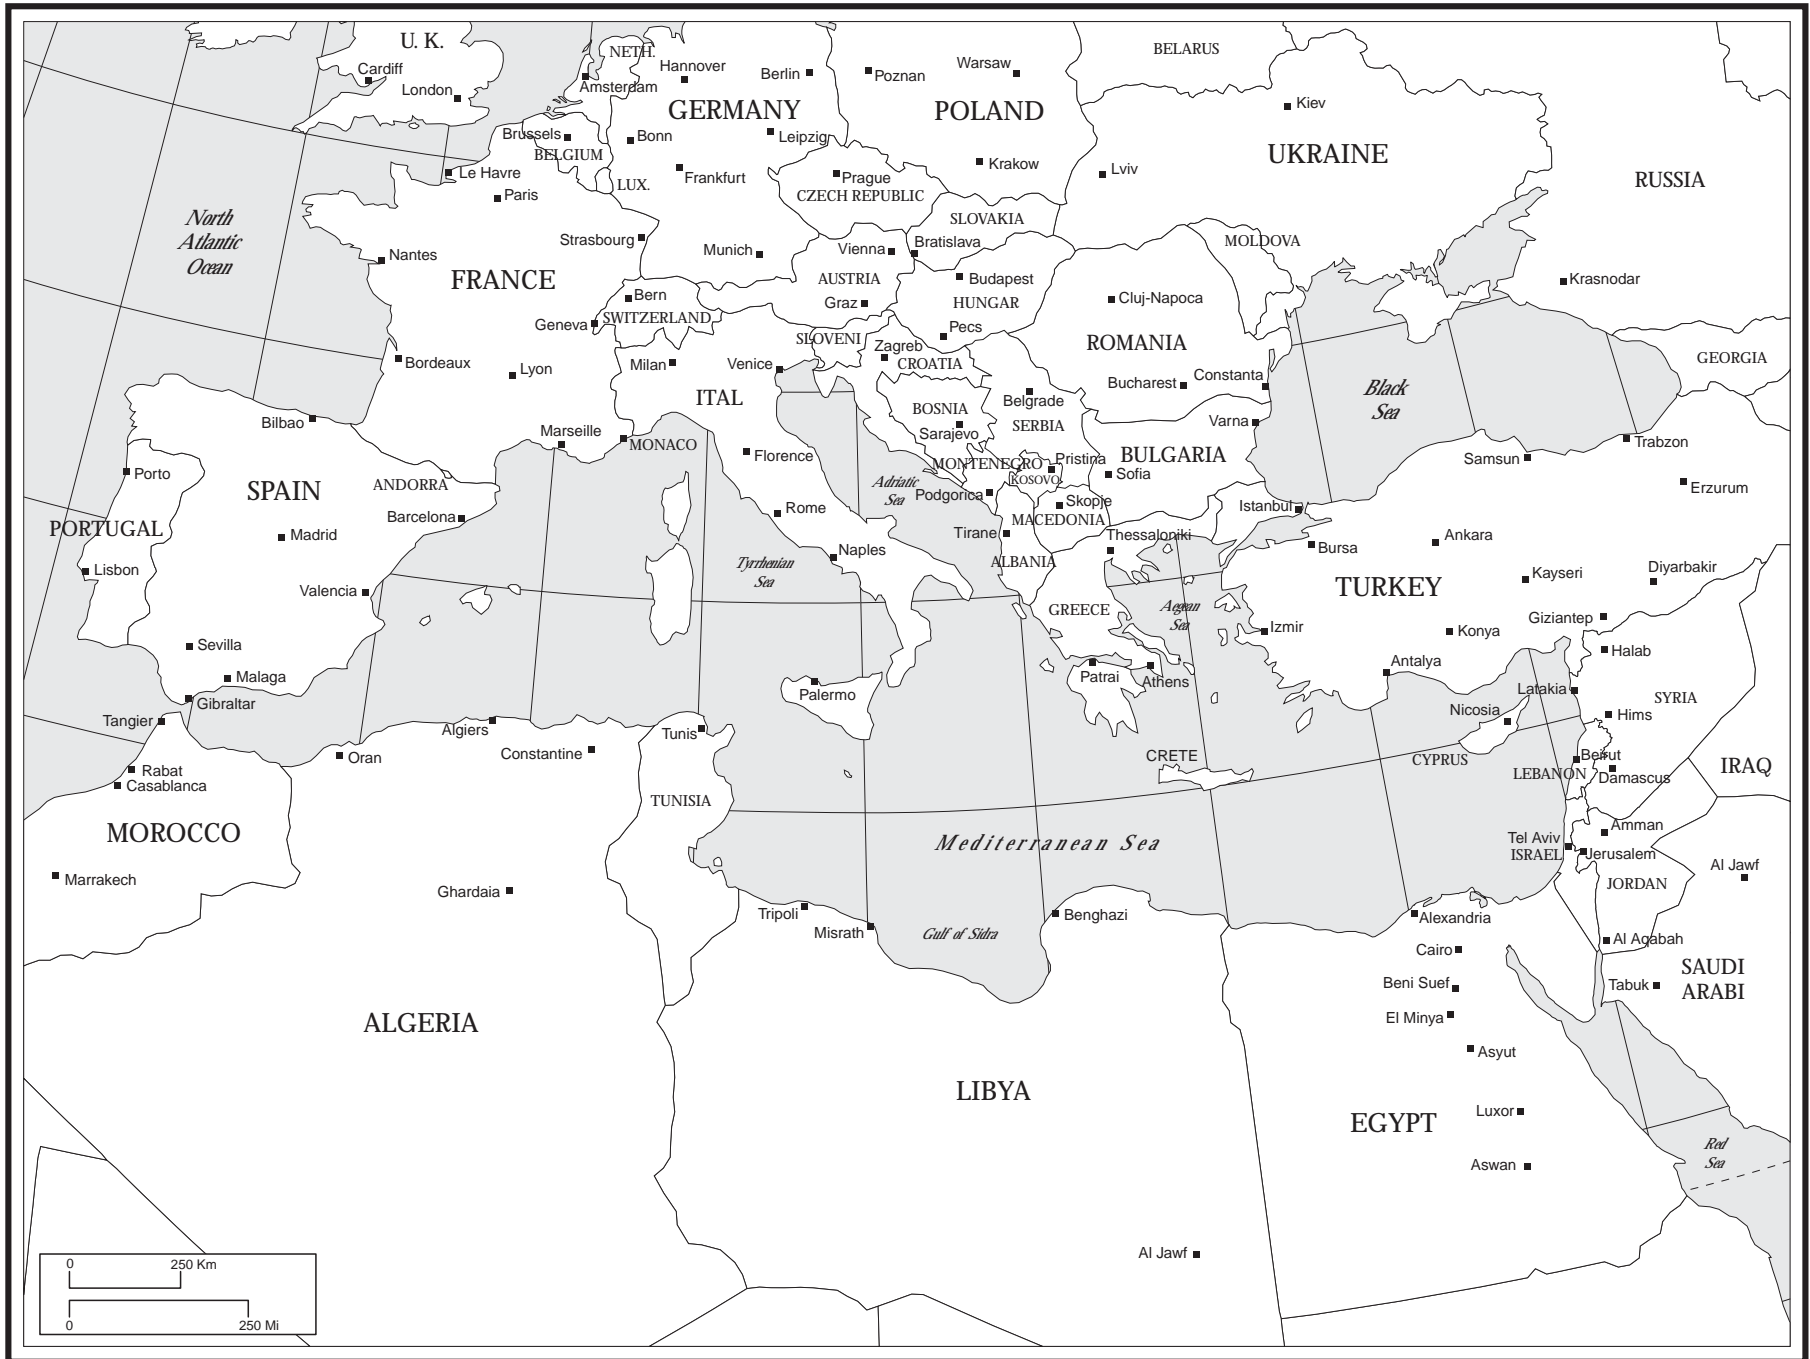 U. K.
Cardiff
London
NETH.
Amsterdam
Hannover
Berlin
Poznan
Warsaw
BELARUS
GERMANY
POLAND
Kiev
Brussels
BELGIUM
Bonn
Leipzig
Krakow
Lviv
UKRAINE
RUSSIA
Le Havre
Paris
LUX.
Frankfurt
Prague
CZECH REPUBLIC
North
Atlantic
Ocean
SLOVAKIA
Strasbourg
Munich
Vienna
Bratislava
MOLDOVA
Nantes
FRANCE
AUSTRIA
Budapest
Krasnodar
Bern
Graz
HUNGAR
Cluj-Napoca
Geneva
SWITZERLAND
SLOVENI
Pecs
Zagreb
CROATIA
ROMANIA
GEORGIA
Bordeaux
Lyon
Milan
Venice
Bucharest
Constanta
Black
Sea
ITAL
BOSNIA
Belgrade
Sarajevo
SERBIA
Varna
Bilbao
Marseille
MONACO
Florence
MONTENEGRO
Pristina
KOSOVO
BULGARIA
Sofia
Samsun
Trabzon
Porto
SPAIN
ANDORRA
Adriatic
Sea
Podgorica
Skopje
MACEDONIA
Istanbul
Erzurum
PORTUGAL
Madrid
Barcelona
Rome
Tirane
ALBANIA
Thessaloniki
Bursa
Ankara
Lisbon
Tyrrhenian
Sea
Naples
Valencia
TURKEY
Kayseri
Diyarbakir
GREECE
Aegean
Sea
Izmir
Konya
Giziantep
Sevilla
Malaga
Gibraltar
Palermo
Patrai
Athens
Antalya
Halab
Latakia
SYRIA
Tangier
Algiers
Constantine
Tunis
Nicosia
Hims
Oran
CRETE
CYPRUS
Beirut
LEBANON
Damascus
IRAQ
Rabat
Casablanca
TUNISIA
MOROCCO
Mediterranean Sea
Tel Aviv
ISRAEL
Amman
Jerusalem
Al Jawf
Marrakech
Ghardaia
JORDAN
Tripoli
Misrath
Gulf of Sidra
Benghazi
Alexandria
Cairo
Al Aqabah
SAUDI
ARABI
Beni Suef
Tabuk
El Minya
ALGERIA
Asyut
LIBYA
EGYPT
Luxor
Red
Sea
Aswan
Al Jawf
0 250 Km
0 250 Mi